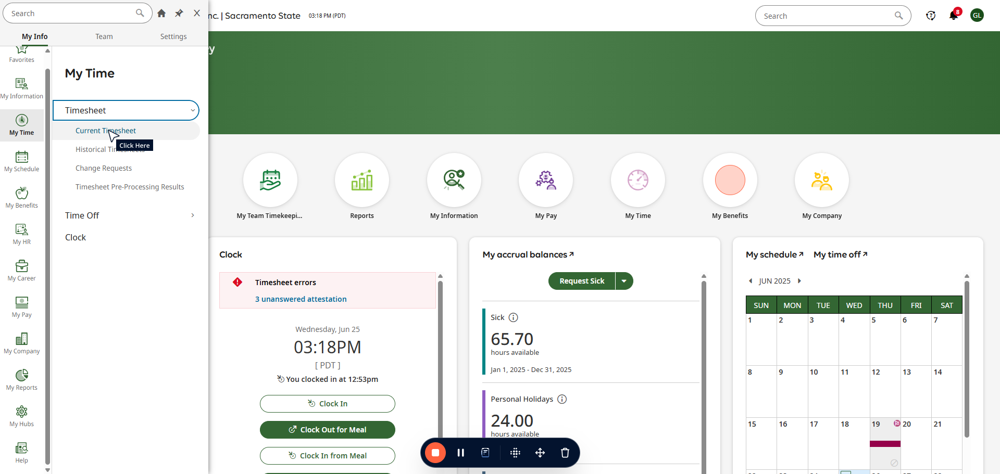 Search
nc. | Sacramento State
03:18 PM (PDT)
Search
8
GL
My Info
Team
Settings
Favorites
My Information
My Time
My Schedule
My Benefits
My HR
My Career
My Pay
My Company
My Reports
My Hubs
Help
My Time
Timesheet
Current Timesheet
Click Here
Historical Timesheets
Change Requests
Timesheet Pre-Processing Results
Time Off
Clock
ey
My Team Timekeepi...
Reports
My Information
My Pay
My Time
My Benefits
My Company
Clock
Timesheet errors
3 unanswered attestation
Wednesday, Jun 25
03:18PM
[ PDT ]
You clocked in at 12:53pm
Clock In
Clock Out for Meal
Clock In from Meal
My accrual balances
Request Sick
Sick
65.70
hours available
Jan 1, 2025 - Dec 31, 2025
Personal Holidays
24.00
hours available
My schedule
My time off
JUN 2025
SUN MON TUE WED THU FRI SAT
1 2 3 4 5 6 7
8 9 10 11 12 13 14
15 16 17 18 19 20 21